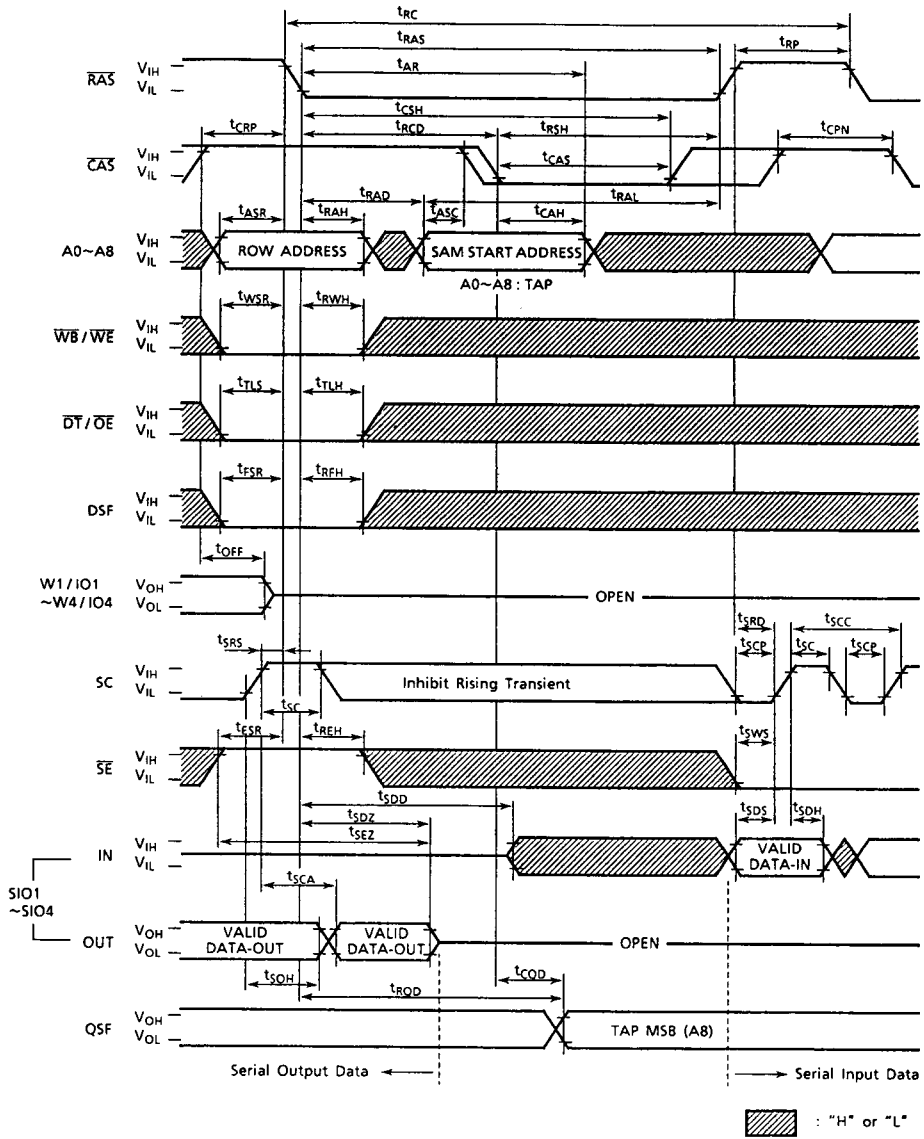 tRC
tRAS
tRP
tAR
RAS
VIH
VIL
tCSH
tCRP
tRCD
tRSH
tCPN
CAS
VIH
VIL
tCAS
tRAD
tRAL
tASR
tRAH
tASC
tCAH
A0~A8
VIH
VIL
ROW ADDRESS
SAM START ADDRESS
A0~A8 : TAP
tWSR
tRWH
WB/WE
VIH
VIL
tTLS
tTLH
DT/OE
VIH
VIL
tFSR
tRFH
DSF
VIH
VIL
tOFF
W1/IO1
~W4/IO4
VOH
VOL
OPEN
tSRD
tSCC
tSRS
tSCP
tSC
tSCP
SC
VIH
VIL
Inhibit Rising Transient
tSC
tESR
tREH
tSWS
SE
VIH
VIL
tSDD
tSDZ
tSEZ
tSDS
tSDH
IN
VIH
VIL
VALID
DATA-IN
SIO1
~SIO4
tSCA
OUT
VOH
VOL
VALID
DATA-OUT
VALID
DATA-OUT
OPEN
tSOH
tCQD
tRQD
QSF
VOH
VOL
TAP MSB (A8)
Serial Output Data
Serial Input Data
: "H" or "L"